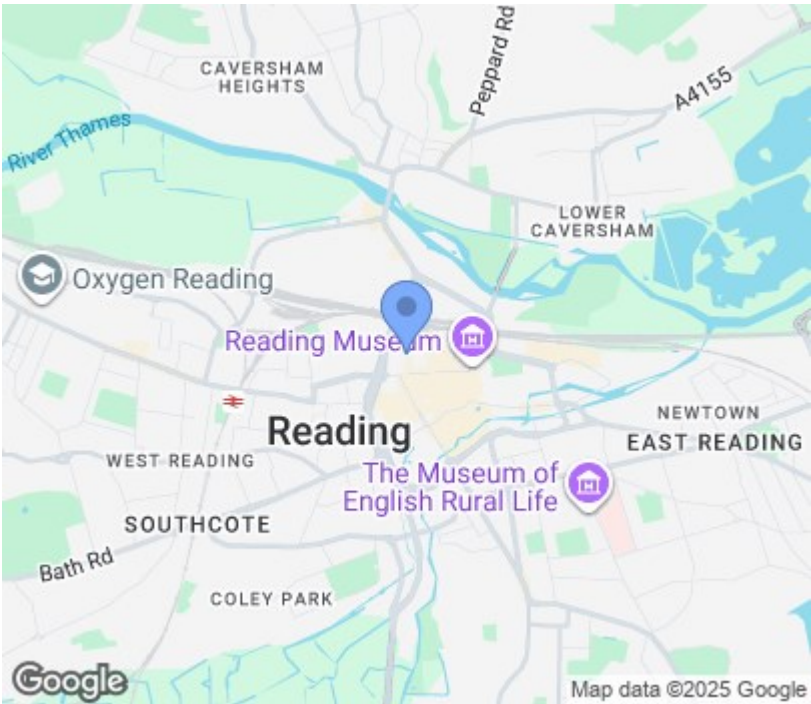 Peppard Rd
CAVERSHAM
HEIGHTS
A4155
River Thames
LOWER
CAVERSHAM
Oxygen Reading
Reading Museum
Reading
NEWTOWN
EAST READING
WEST READING
The Museum of
English Rural Life
SOUTHCOTE
Bath Rd
COLEY PARK
Google
Map data ©2025 Google